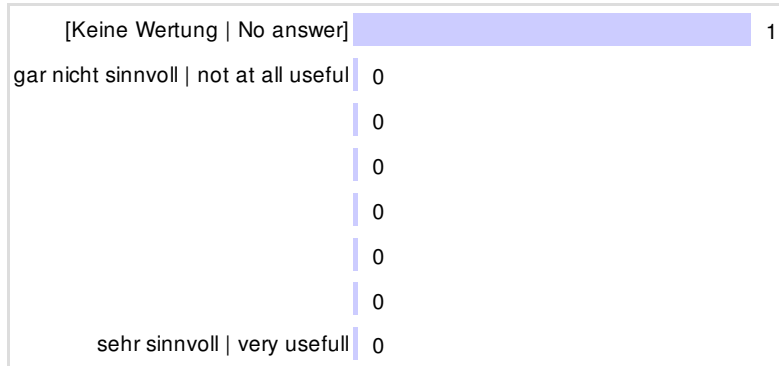 [Keine Wertung | No answer] 1
gar nicht sinnvoll | not at all useful 0
0
0
0
0
0
sehr sinnvoll | very usefull 0